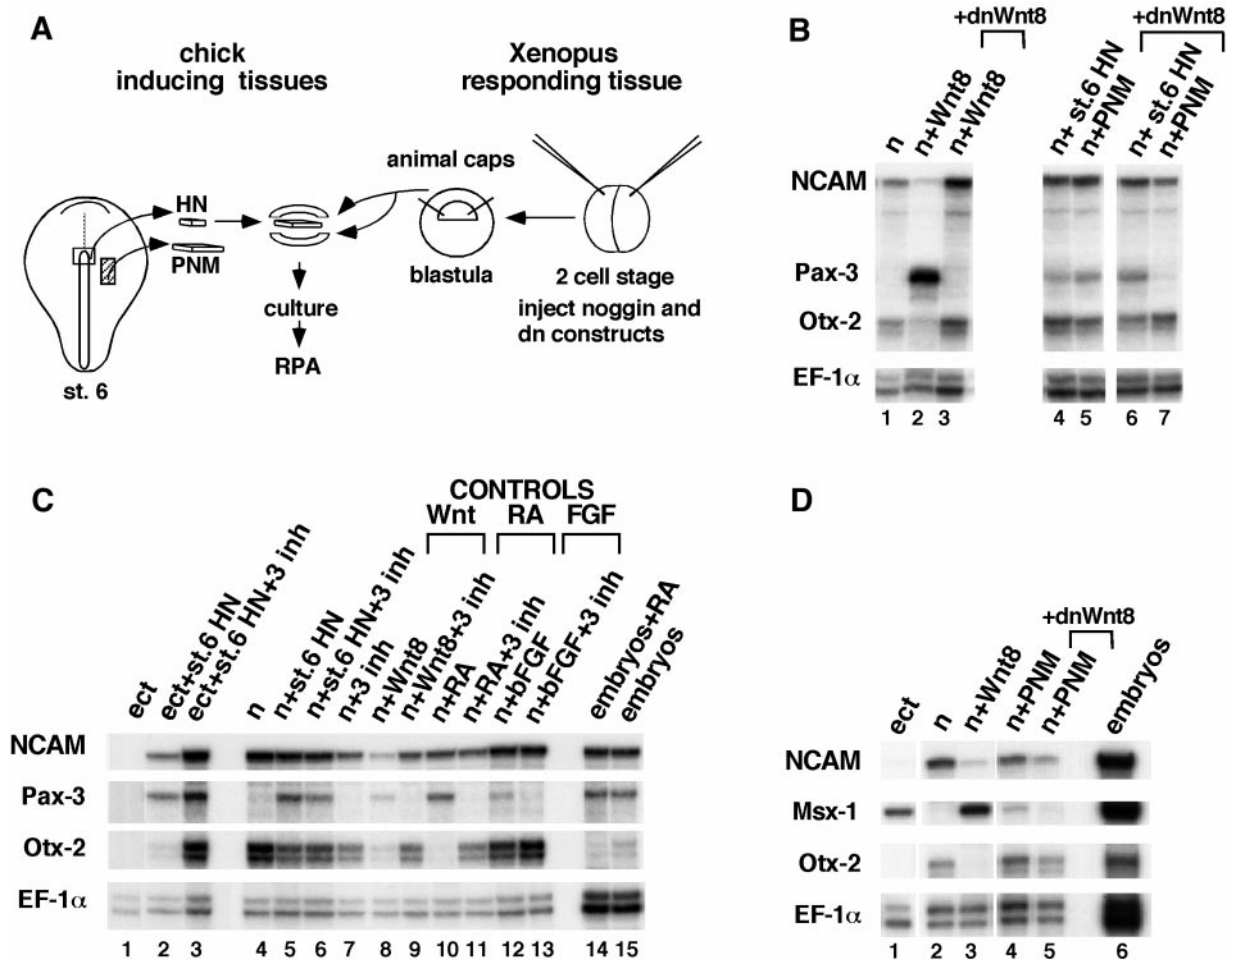 A
chick
inducing tissues
Xenopus
responding tissue
animal caps
HN
PNM
blastula
2 cell stage
inject noggin and
dn constructs
culture
RPA
st. 6
B
+dnWnt8
+dnWnt8
n
n+Wnt8
n+Wnt8
n+ st.6 HN
n+PNM
n+ st.6 HN
n+PNM
NCAM
Pax-3
Otx-2
EF-1α
1 2 3 4 5 6 7
C
CONTROLS
Wnt RA FGF
ect
ect+st.6 HN
ect+st.6 HN+3 inh
n
n+st.6 HN
n+st.6 HN+3 inh
n+3 inh
n+Wnt8
n+Wnt8+3 inh
n+RA
n+RA+3 inh
n+bFGF
n+bFGF+3 inh
embryos+RA
embryos
NCAM
Pax-3
Otx-2
EF-1α
1 2 3 4 5 6 7 8 9 10 11 12 13 14 15
D
+dnWnt8
ect
n
n+Wnt8
n+PNM
n+PNM
embryos
NCAM
Msx-1
Otx-2
EF-1α
1 2 3 4 5 6